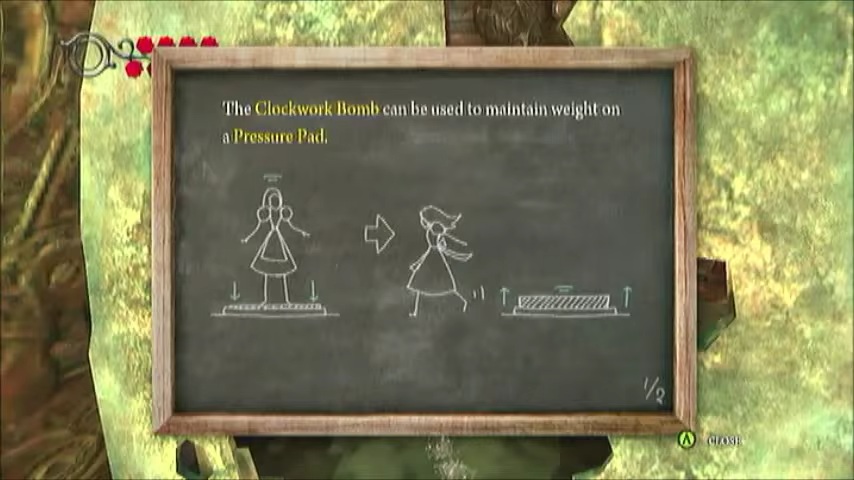 The Clockwork Bomb can be used to maintain weight on
a Pressure Pad.
1/2
A CLOSE